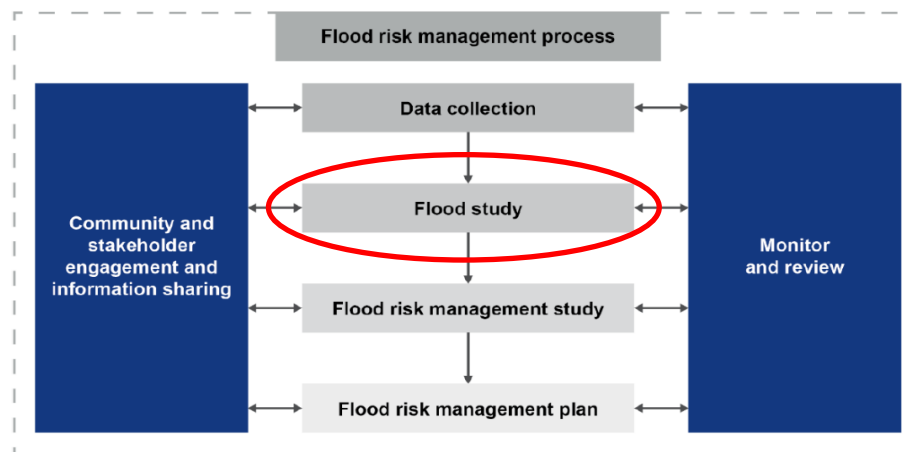 Flood risk management process
Data collection
Flood study
Community and
stakeholder
engagement and
information sharing
Monitor
and review
Flood risk management study
Flood risk management plan